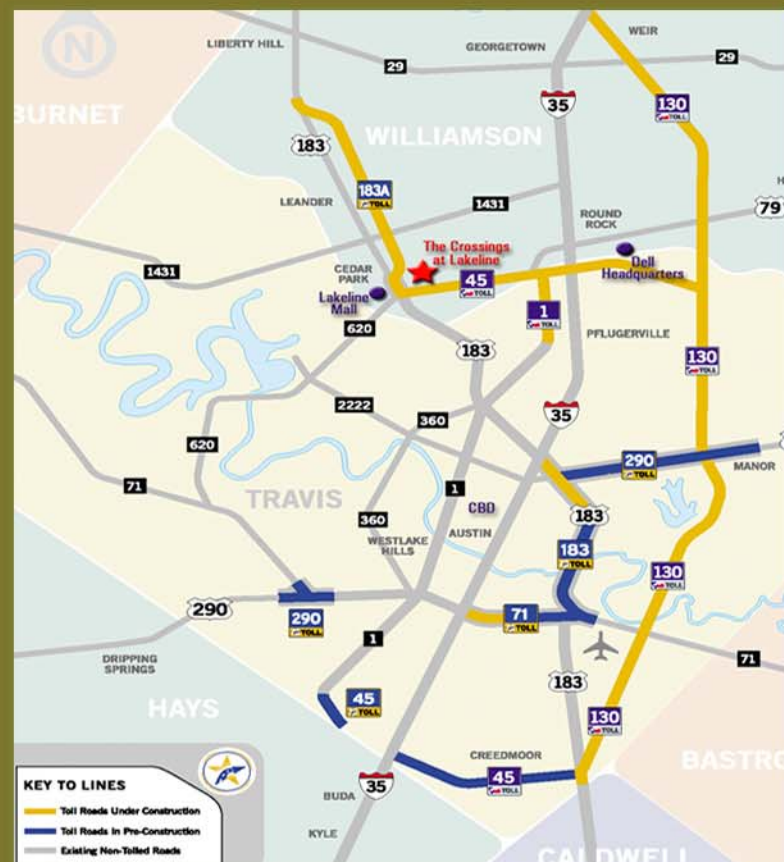 N
LIBERTY HILL
GEORGETOWN
WEIR
29
29
35
130
TOLL
BURNET
183
WILLIAMSON
183A
TOLL
LEANDER
1431
ROUND
ROCK
79
H
1431
CEDAR
PARK
The Crossings
at Lakeline
Dell
Headquarters
45
TOLL
Lakeline
Mall
1
TOLL
620
PFLUGERVILLE
183
130
TOLL
2222
360
35
620
290
TOLL
MANOR
71
TRAVIS
1
CBD
183
360
AUSTIN
WESTLAKE
HILLS
183
TOLL
130
TOLL
290
290
TOLL
71
TOLL
1
71
DRIPPING
SPRINGS
183
45
TOLL
HAYS
130
TOLL
CREEDMOOR
BASTRO
45
TOLL
35
BUDA
KYLE
CALDWELL
KEY TO LINES
Toll Roads Under Construction
Toll Roads In Pre-Construction
Existing Non-Tolled Roads